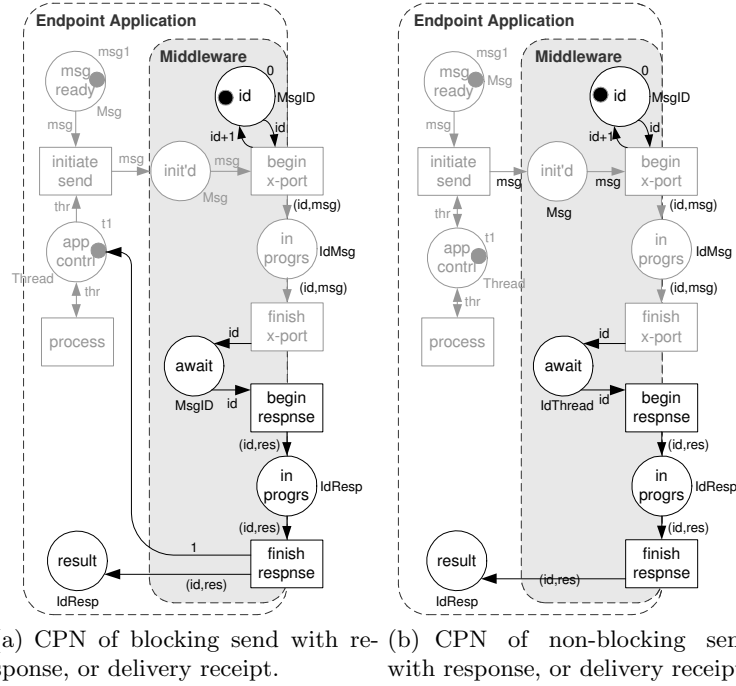 Endpoint Application
Middleware
msg1
msg
ready
Msg
msg
0
id
MsgID
id+1
id
initiate
send
msg
init'd
Msg
msg
begin
x-port
(id,msg)
thr
t1
app
contrl
Thread
thr
process
in
progrs
IdMsg
(id,msg)
finish
x-port
id
await
MsgID
id
begin
respnse
(id,res)
in
progrs
IdResp
(id,res)
1
finish
respnse
(id,res)
result
IdResp
a) CPN of blocking send with re-
sponse, or delivery receipt.
Endpoint Application
Middleware
msg1
msg
ready
Msg
msg
0
id
MsgID
id+1
id
initiate
send
msg
init'd
Msg
msg
begin
x-port
(id,msg)
thr
t1
app
contrl
Thread
thr
process
in
progrs
IdMsg
(id,msg)
finish
x-port
id
await
IdThread
id
begin
respnse
(id,res)
in
progrs
IdResp
(id,res)
finish
respnse
(id,res)
result
IdResp
(b) CPN of non-blocking sen
with response, or delivery receip